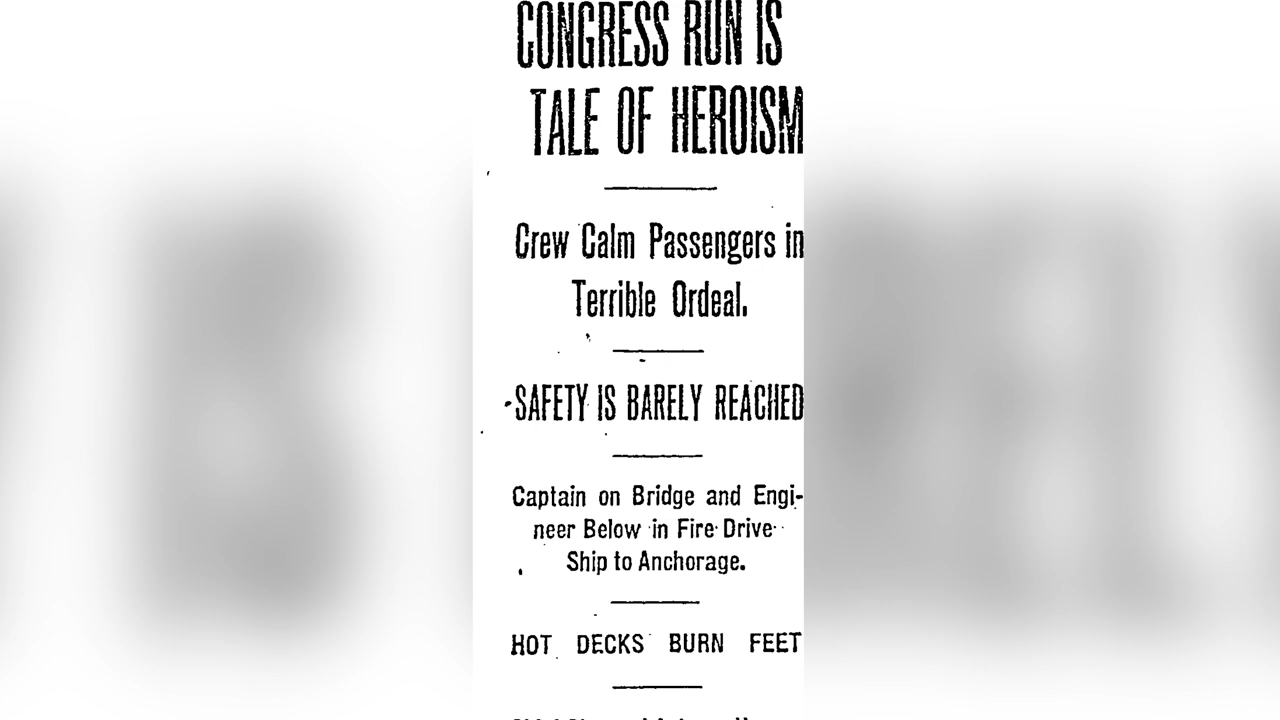 CONGRESS RUN IS
TALE OF HEROISM
Crew Calm Passengers in
Terrible Ordeal.
SAFETY IS BARELY REACHED
Captain on Bridge and Engi-
neer Below in Fire Drive
Ship to Anchorage.
HOT DECKS BURN FEET